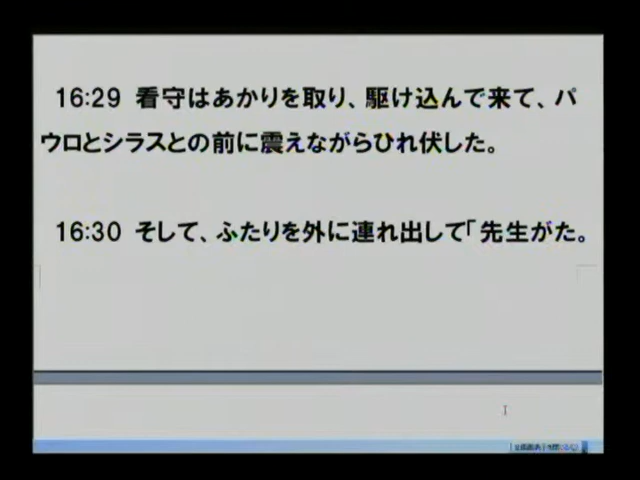 16:29 看守はあかりを取り、駆け込んで来て、パ
ウロとシラスとの前に震えながらひれ伏した。
16:30 そして、ふたりを外に連れ出して「先生がた。